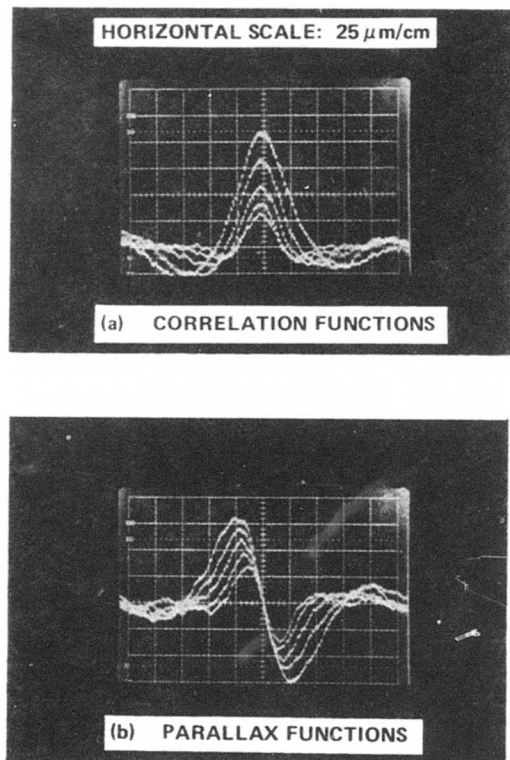 HORIZONTAL SCALE: 25 μm/cm
(a) CORRELATION FUNCTIONS
(b) PARALLAX FUNCTIONS